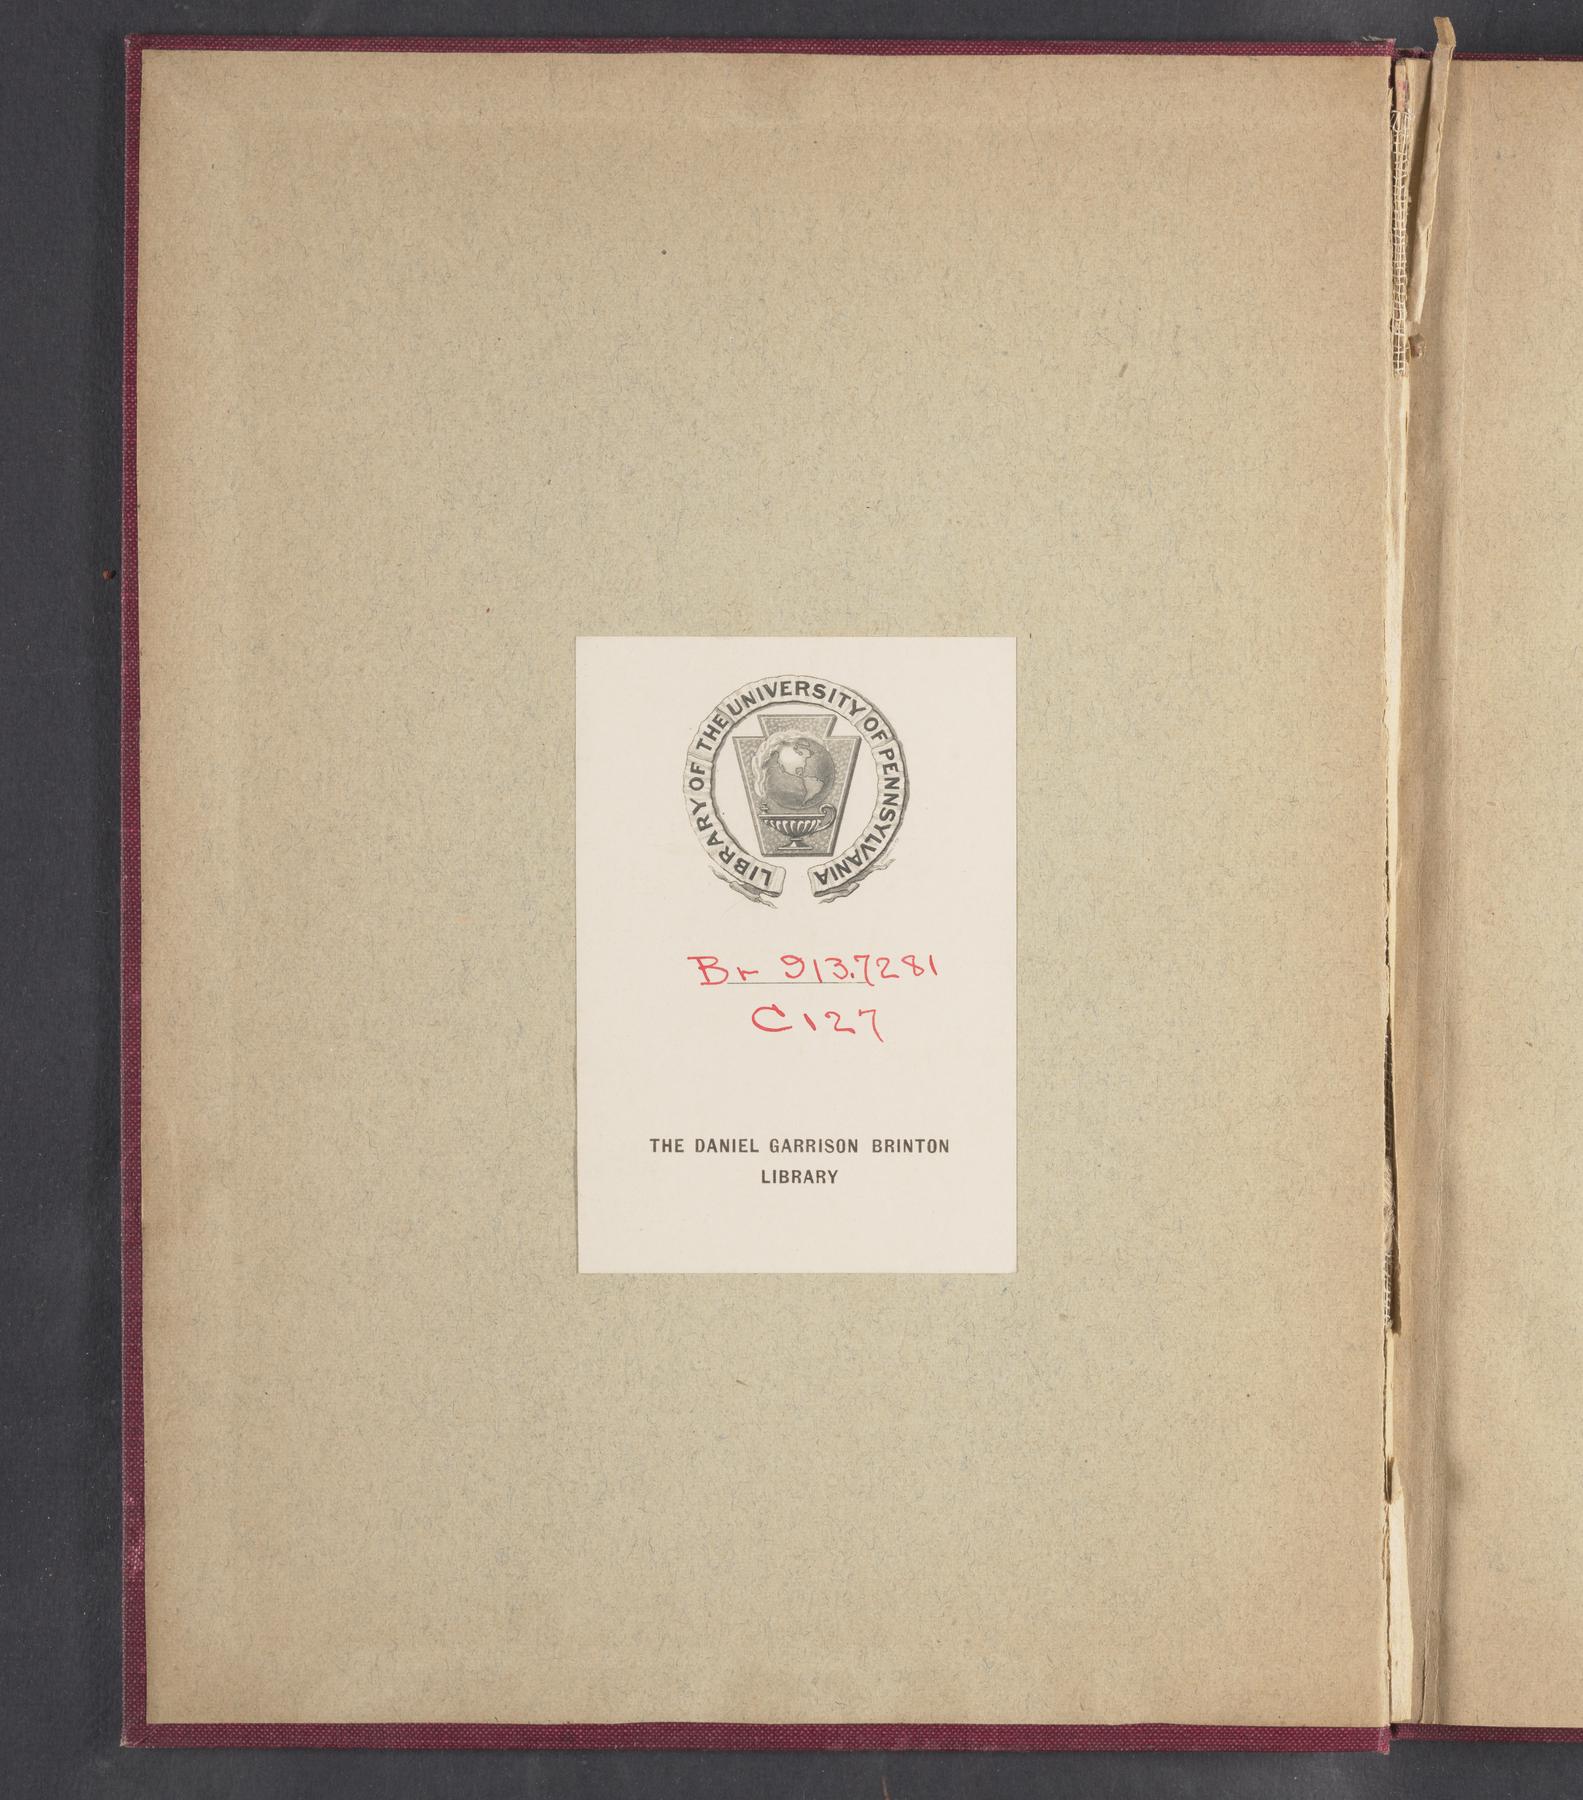 LIBRARY OF THE UNIVERSITY OF PENNSYLVANIA
Br 913.7281
C127
THE DANIEL GARRISON BRINTON
LIBRARY